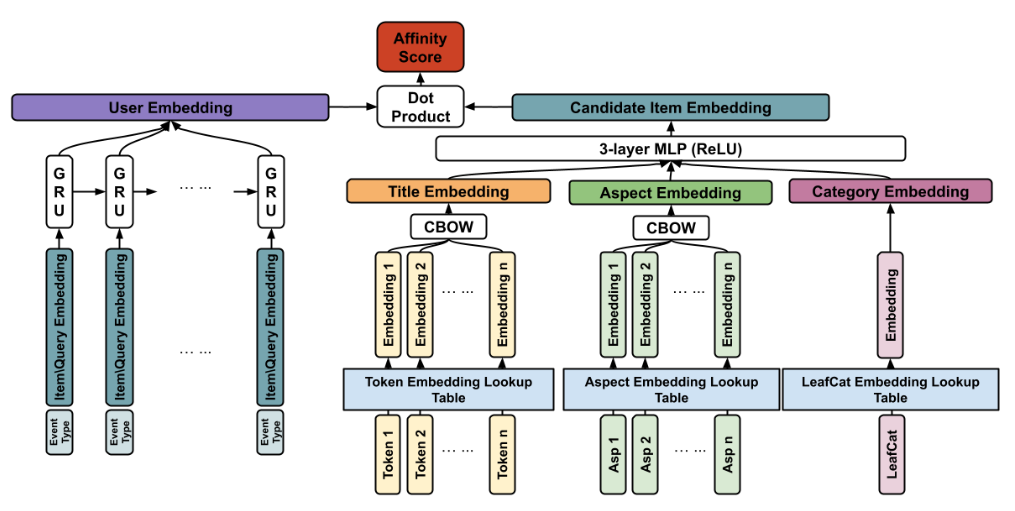 Affinity
Score
User Embedding
Dot
Product
Candidate Item Embedding
3-layer MLP (ReLU)
GRU
GRU
... ...
GRU
Title Embedding
Aspect Embedding
Category Embedding
CBOW
CBOW
Item\Query Embedding
Item\Query Embedding
... ...
Item\Query Embedding
Embedding 1
Embedding 2
... ...
Embedding n
Embedding 1
Embedding 2
... ...
Embedding n
Embedding
Token Embedding Lookup
Table
Aspect Embedding Lookup
Table
LeafCat Embedding Lookup
Table
Event
Type
Event
Type
Event
Type
Token 1
Token 2
... ...
Token n
Asp 1
Asp 2
... ...
Asp n
LeafCat